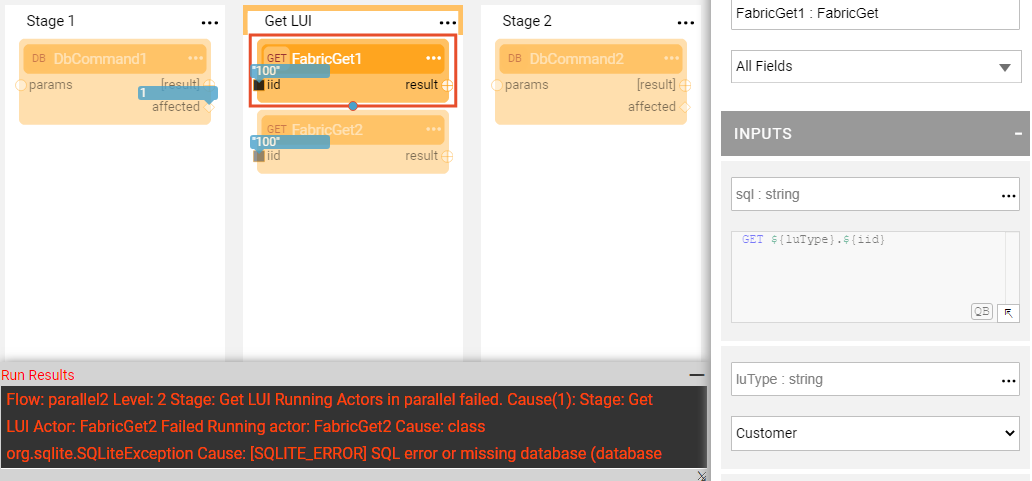 Stage 1
DB DbCommand1
params [result]
1
affected
Get LUI
GET FabricGet1
"100"
iid result
GET FabricGet2
"100"
iid result
Stage 2
DB DbCommand2
params [result]
affected
FabricGet1 : FabricGet
All Fields
INPUTS
sql : string
GET ${luType}.${iid}
QB
luType : string
Customer
Run Results
Flow: parallel2 Level: 2 Stage: Get LUI Running Actors in parallel failed. Cause(1): Stage: Get
LUI Actor: FabricGet2 Failed Running actor: FabricGet2 Cause: class
org.sqlite.SQLiteException Cause: [SQLITE_ERROR] SQL error or missing database (database